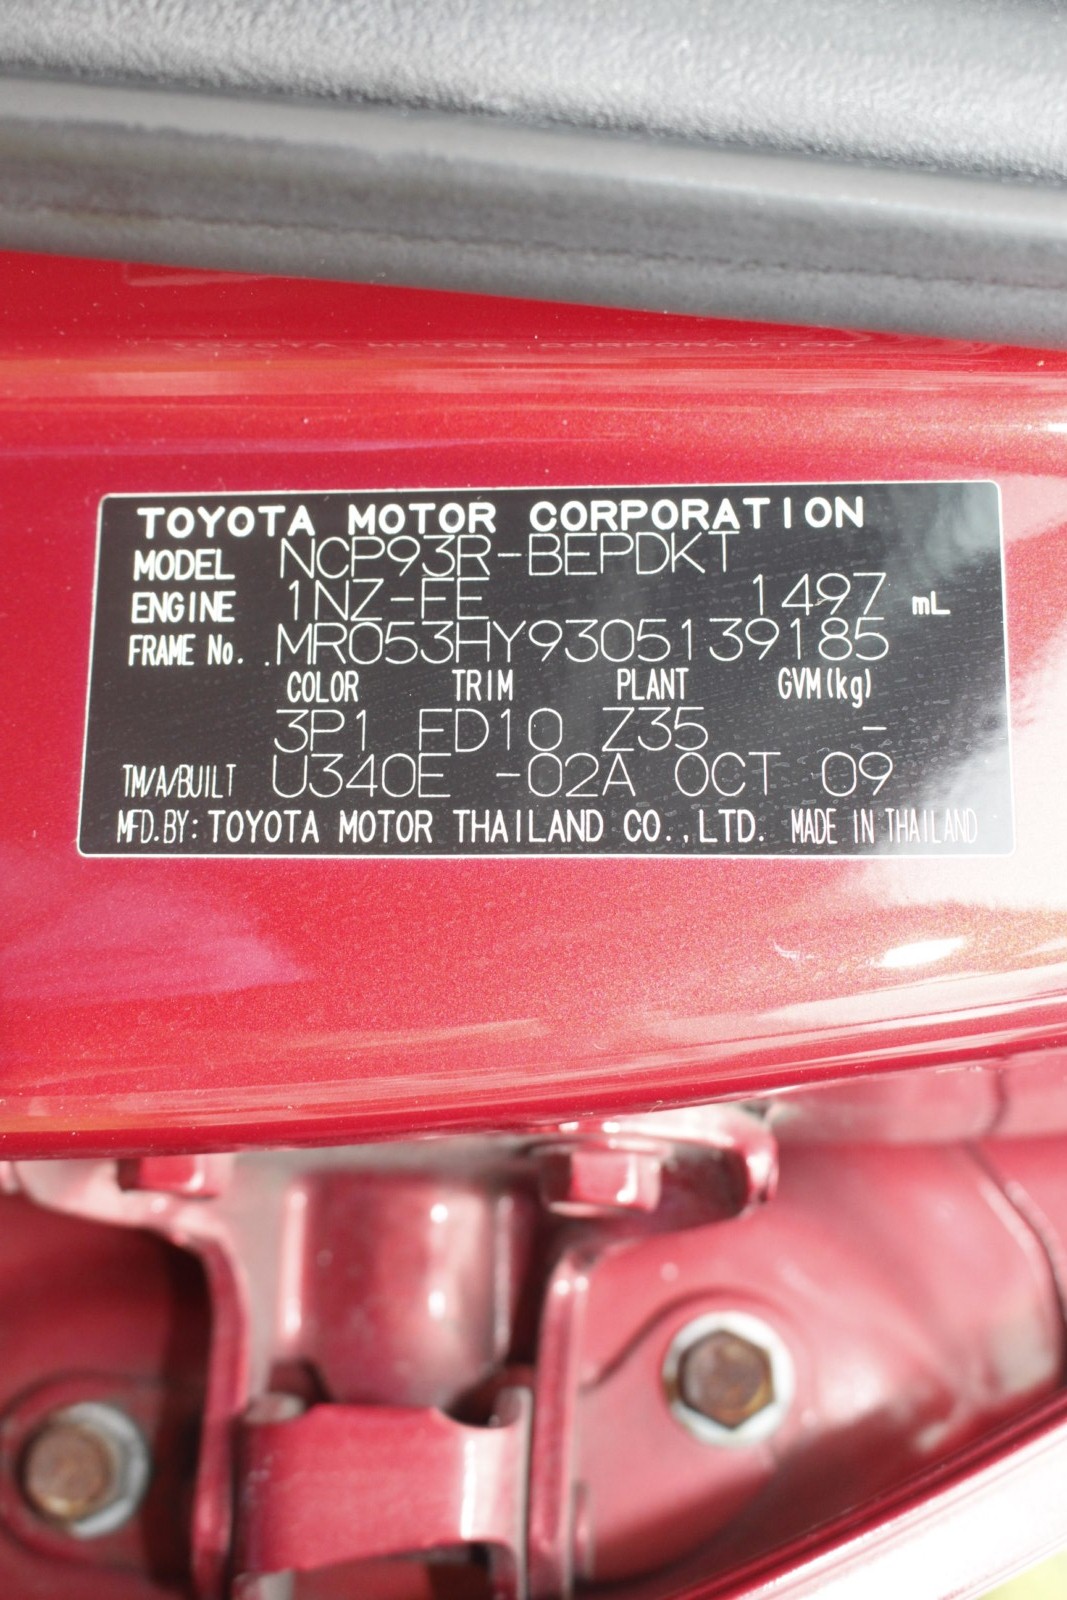 TOYOTA MOTOR CORPORATION
MODEL NCP93R-BEPDKT
ENGINE 1NZ-FE 1497 mL
FRAME No. .MR053HY9305139185
COLOR TRIM PLANT GVM(kg)
3P1 FD10 Z35 -
TM/A/BUILT U340E -02A OCT 09
MFD.BY: TOYOTA MOTOR THAILAND CO.,LTD. MADE IN THAILAND